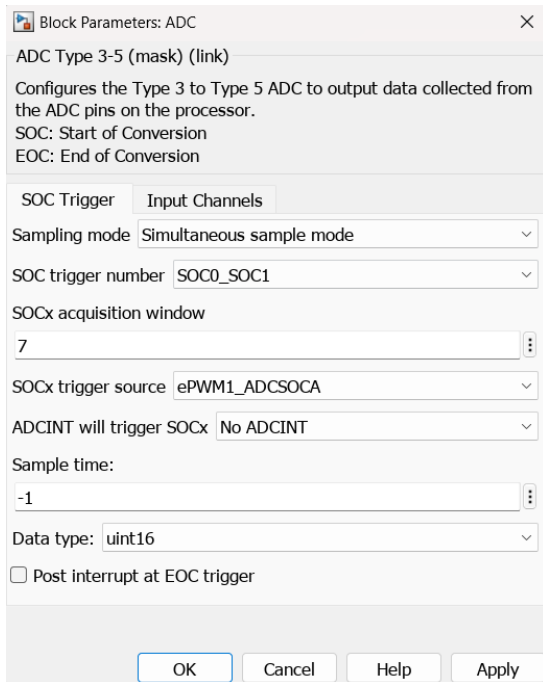 Block Parameters: ADC
ADC Type 3-5 (mask) (link)
Configures the Type 3 to Type 5 ADC to output data collected from
the ADC pins on the processor.
SOC: Start of Conversion
EOC: End of Conversion
SOC Trigger Input Channels
Sampling mode Simultaneous sample mode
SOC trigger number SOC0_SOC1
SOCx acquisition window
7
SOCx trigger source ePWM1_ADCSOCA
ADCINT will trigger SOCx No ADCINT
Sample time:
-1
Data type: uint16
Post interrupt at EOC trigger
OK Cancel Help Apply